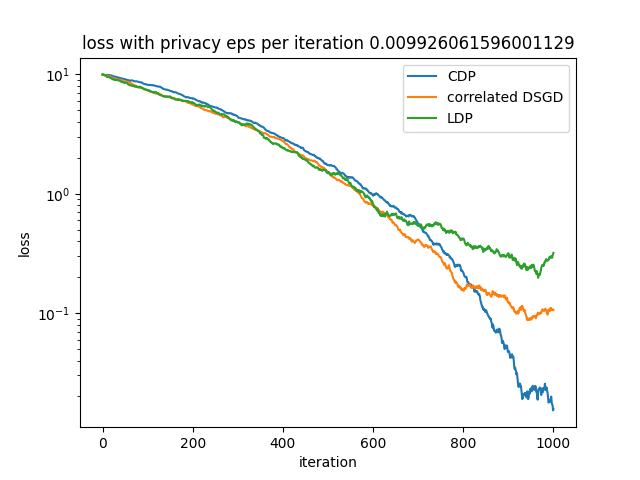 loss with privacy eps per iteration 0.009926061596001129
CDP
correlated DSGD
LDP
10¹
10⁰
10⁻¹
loss
0 200 400 600 800 1000
iteration